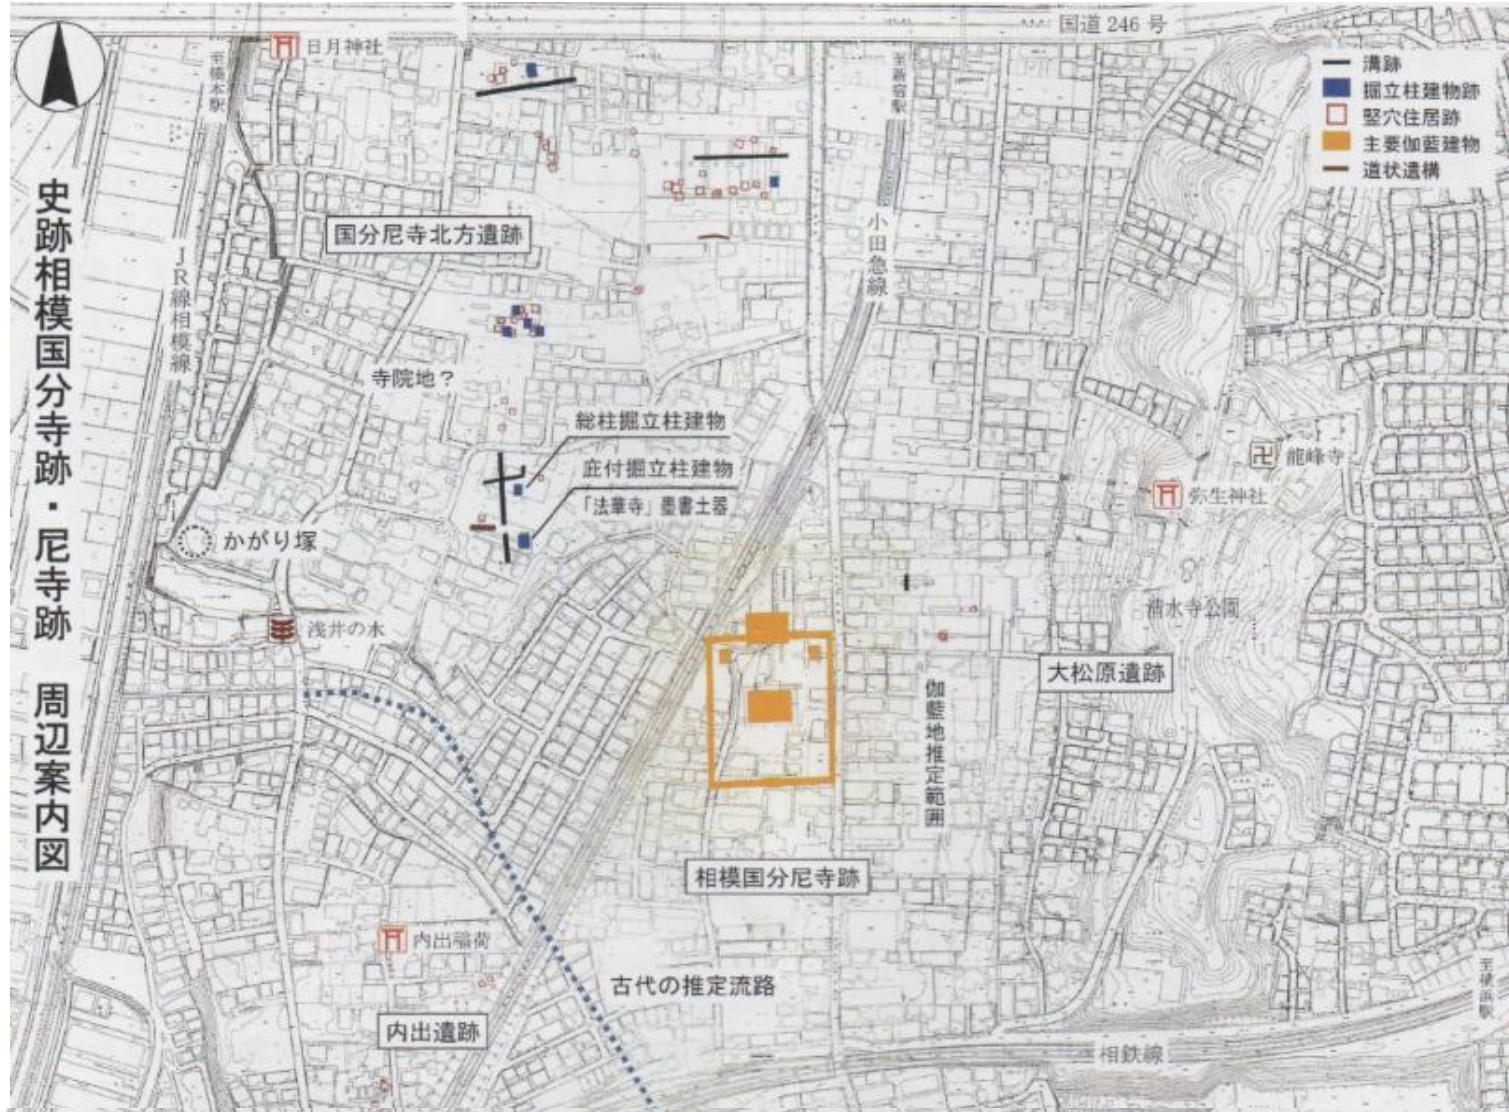 史跡相模国分寺跡・尼寺跡 周辺案内図
国道246号
日月神社
至橋本駅
至新宿駅
溝跡
掘立柱建物跡
竪穴住居跡
主要伽藍建物
道状遺構
国分尼寺北方遺跡
JR線相模線
小田急線
寺院地?
総柱掘立柱建物
庇付掘立柱建物
「法華寺」墨書土器
龍峰寺
弥生神社
かがり塚
清水寺公園
浅井の水
大松原遺跡
伽藍地推定範囲
相模国分尼寺跡
内出稲荷
古代の推定流路
内出遺跡
至横浜駅
相鉄線